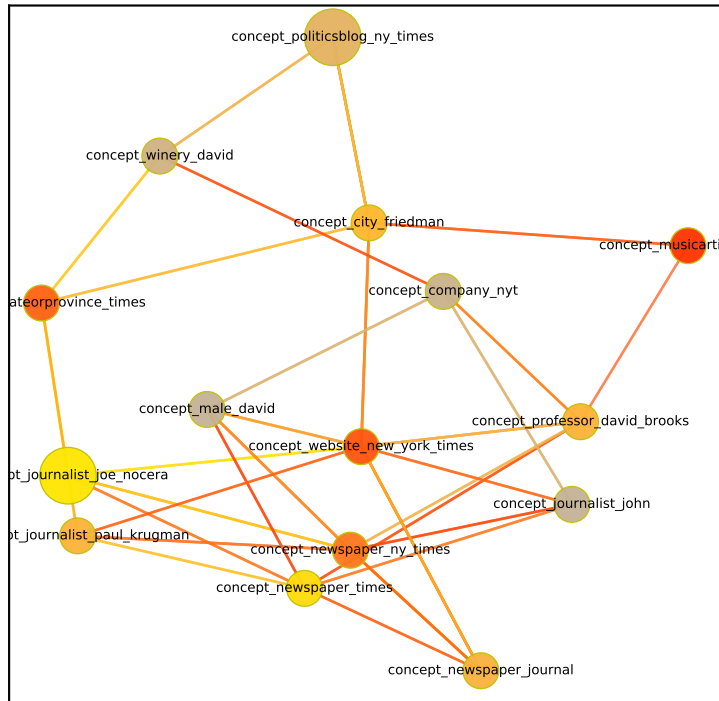 concept_politicsblog_ny_times
concept_winery_david
concept_city_friedman
concept_musicarti
concept_company_nyt
ateorprovince_times
concept_male_david
concept_professor_david_brooks
concept_website_new_york_times
pt_journalist_joe_nocera
concept_journalist_john
pt_journalist_paul_krugman
concept_newspaper_ny_times
concept_newspaper_times
concept_newspaper_journal